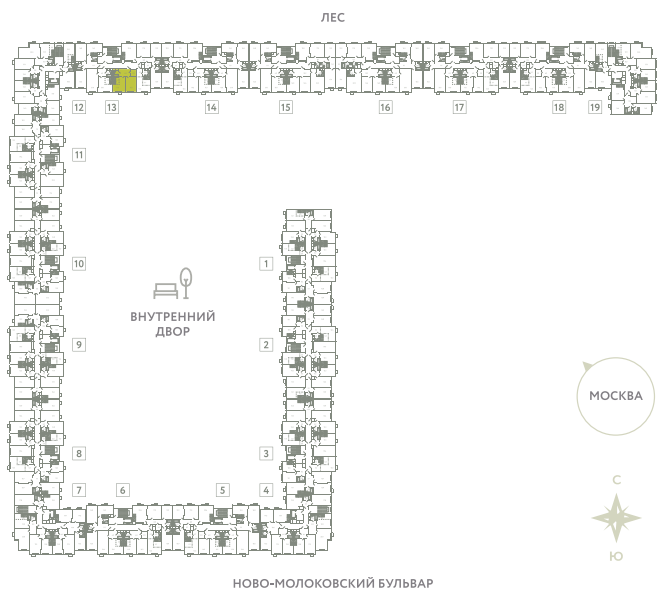 ЛЕС
12 13 14 15 16 17 18 19
11
10 1
ВНУТРЕННИЙ
ДВОР
9 2
МОСКВА
8 3
7 6 5 4
С
Ю
НОВО-МОЛОКОВСКИЙ БУЛЬВАР